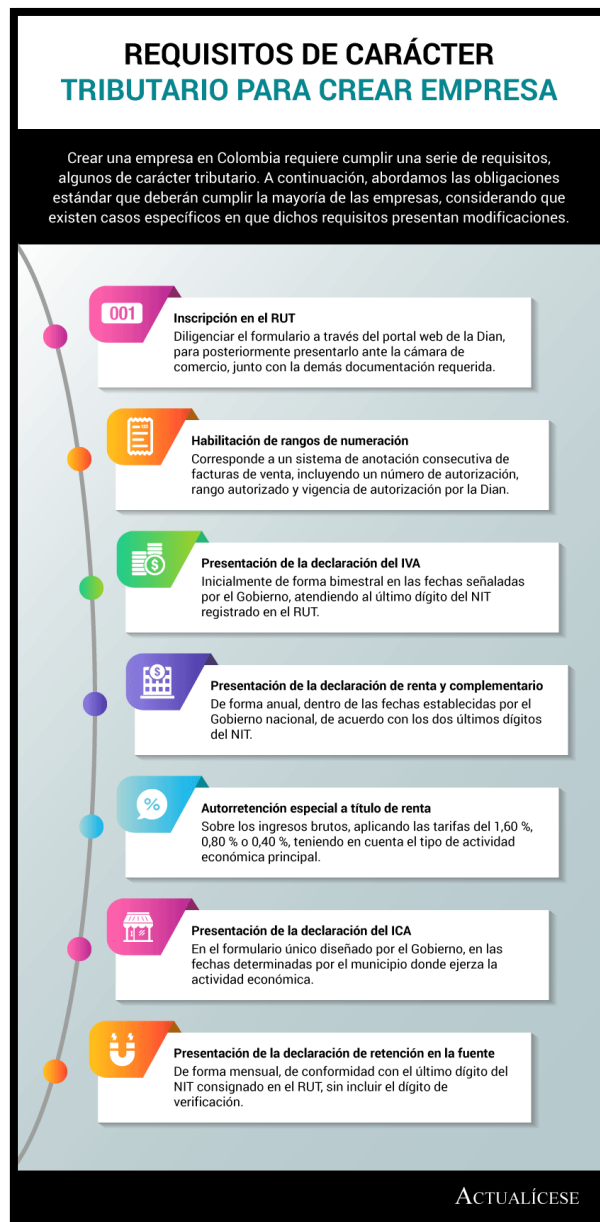 REQUISITOS DE CARÁCTER
TRIBUTARIO PARA CREAR EMPRESA
Crear una empresa en Colombia requiere cumplir una serie de requisitos,
algunos de carácter tributario. A continuación, abordamos las obligaciones
estándar que deberán cumplir la mayoría de las empresas, considerando que
existen casos específicos en que dichos requisitos presentan modificaciones.
001
Inscripción en el RUT
Diligenciar el formulario a través del portal web de la Dian,
para posteriormente presentarlo ante la cámara de
comercio, junto con la demás documentación requerida.
Habilitación de rangos de numeración
Corresponde a un sistema de anotación consecutiva de
facturas de venta, incluyendo un número de autorización,
rango autorizado y vigencia de autorización por la Dian.
$
Presentación de la declaración del IVA
Inicialmente de forma bimestral en las fechas señaladas
por el Gobierno, atendiendo al último dígito del NIT
registrado en el RUT.
$
Presentación de la declaración de renta y complementario
De forma anual, dentro de las fechas establecidas por el
Gobierno nacional, de acuerdo con los dos últimos dígitos
del NIT.
%
Autorretención especial a título de renta
Sobre los ingresos brutos, aplicando las tarifas del 1,60 %,
0,80 % o 0,40 %, teniendo en cuenta el tipo de actividad
económica principal.
Presentación de la declaración del ICA
En el formulario único diseñado por el Gobierno, en las
fechas determinadas por el municipio donde ejerza la
actividad económica.
Presentación de la declaración de retención en la fuente
De forma mensual, de conformidad con el último dígito del
NIT consignado en el RUT, sin incluir el dígito de
verificación.
ACTUALÍCESE